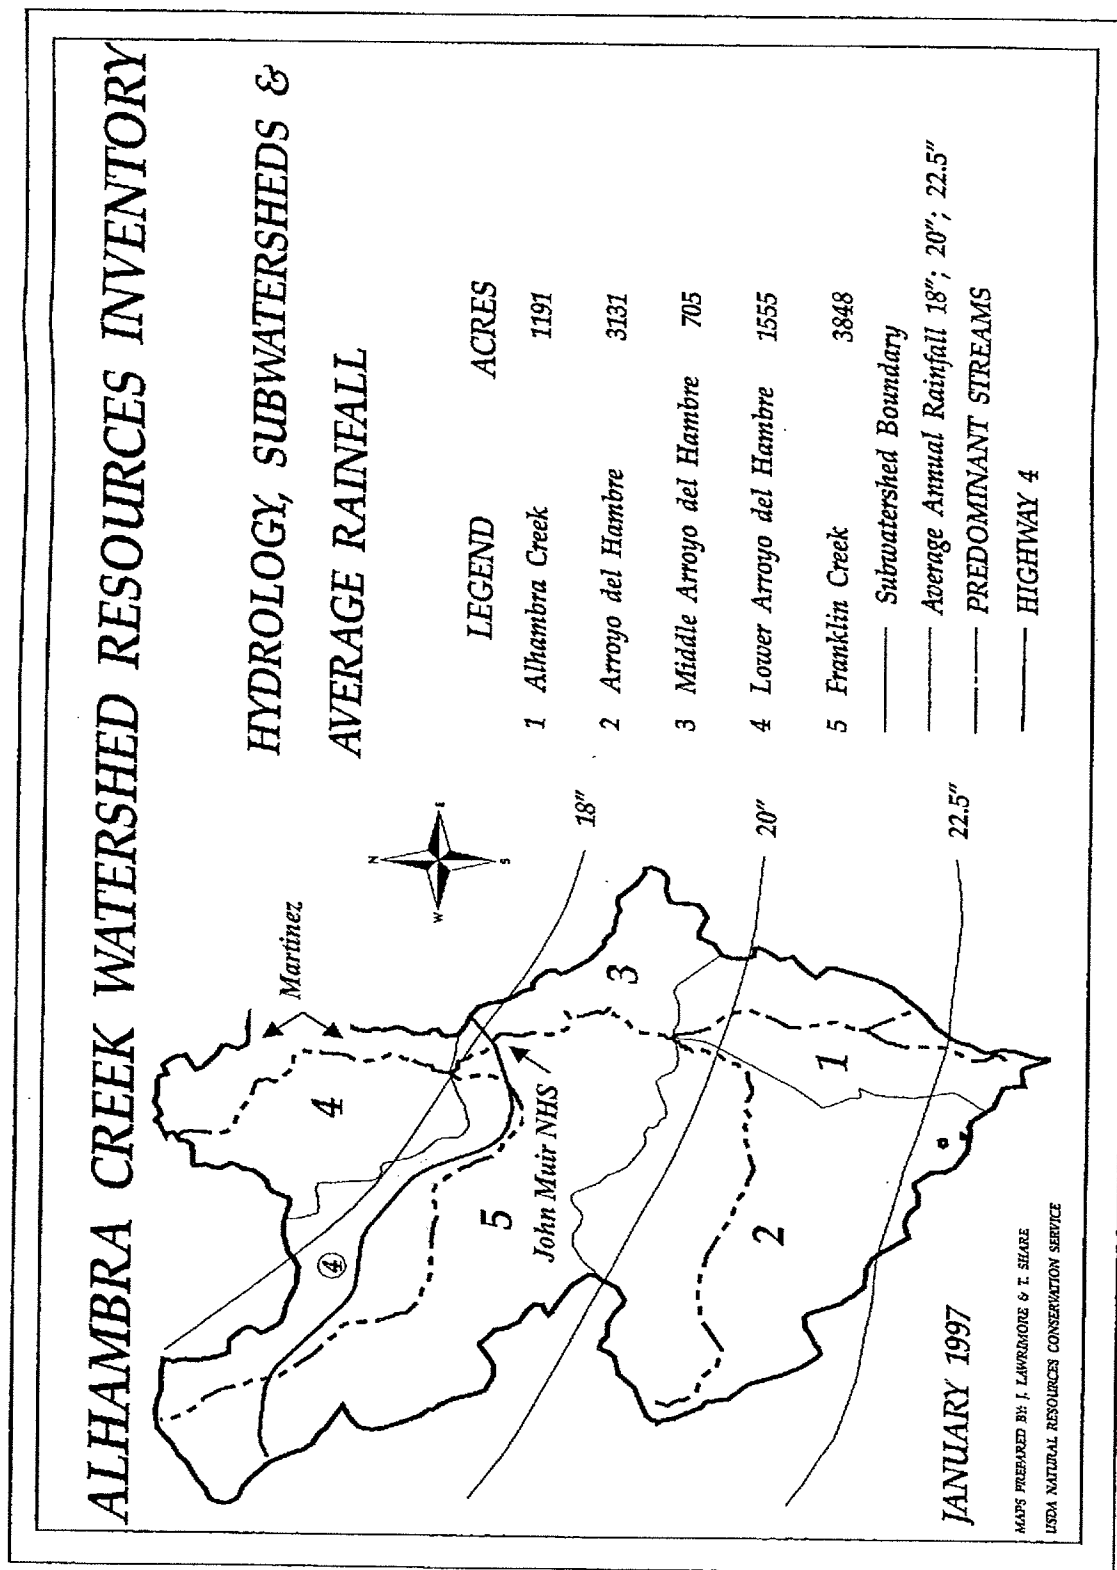 ALHAMBRA CREEK WATERSHED RESOURCES INVENTORY
HYDROLOGY, SUBWATERSHEDS &
AVERAGE RAINFALL
LEGEND ACRES
1 Alhambra Creek 1191
2 Arroyo del Hambre 3131
3 Middle Arroyo del Hambre 705
4 Lower Arroyo del Hambre 1555
5 Franklin Creek 3848
Subwatershed Boundary
Average Annual Rainfall 18"; 20"; 22.5"
PREDOMINANT STREAMS
HIGHWAY 4
N
W E
S
Martinez
4
④
5
John Muir NHS
3
2
1
18"
20"
22.5"
JANUARY 1997
MAPS PREPARED BY: J. LAWRIMORE & T. SHARE
USDA NATURAL RESOURCES CONSERVATION SERVICE